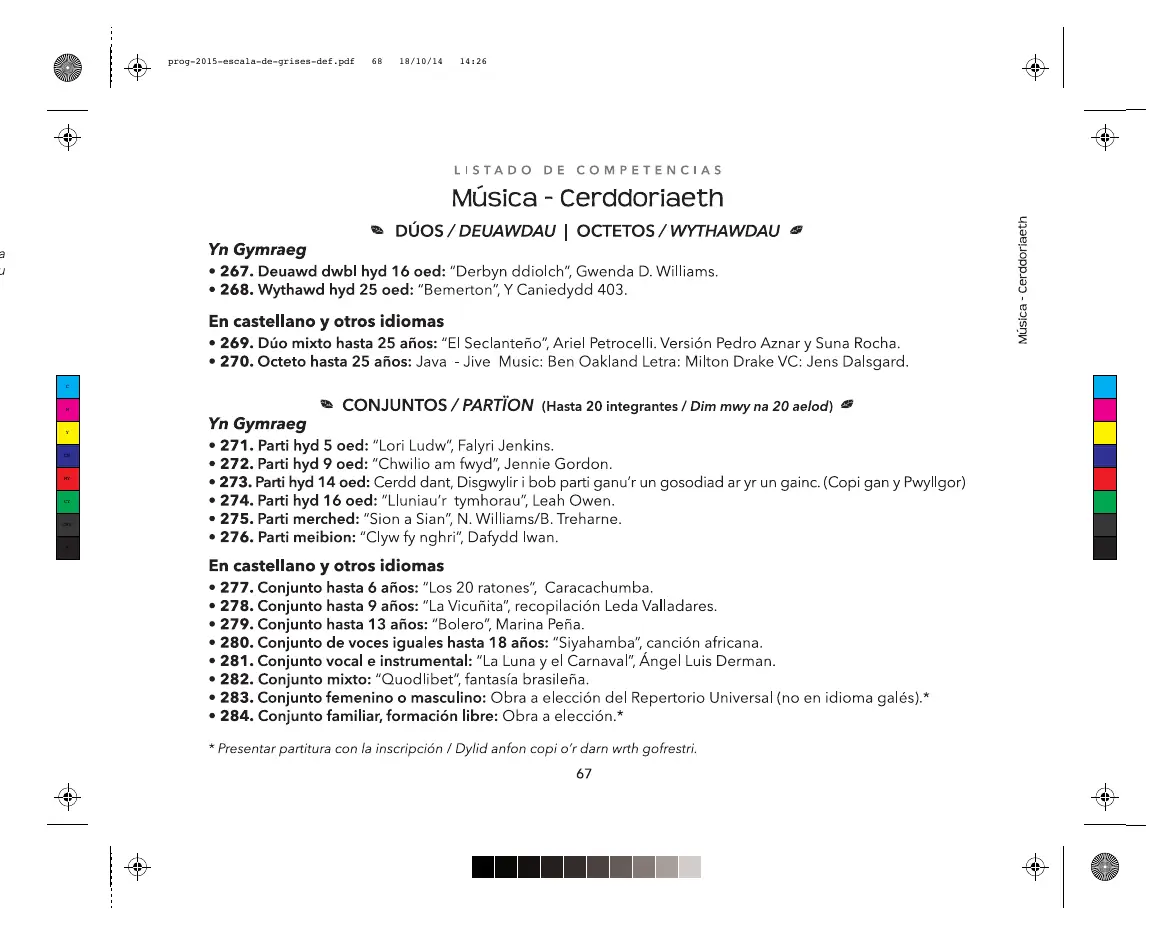 prog-2015-escala-de-grises-def.pdf 68 18/10/14 14:26
LISTADO DE COMPETENCIAS
Música - Cerddoriaeth
DÚOS / DEUAWDAU | OCTETOS / WYTHAWDAU
Yn Gymraeg
• 267. Deuawd dwbl hyd 16 oed: “Derbyn ddiolch”, Gwenda D. Williams.
• 268. Wythawd hyd 25 oed: “Bemerton”, Y Caniedydd 403.
En castellano y otros idiomas
• 269. Dúo mixto hasta 25 años: “El Seclanteño”, Ariel Petrocelli. Versión Pedro Aznar y Suna Rocha.
• 270. Octeto hasta 25 años: Java - Jive Music: Ben Oakland Letra: Milton Drake VC: Jens Dalsgard.
CONJUNTOS / PARTÏON (Hasta 20 integrantes / Dim mwy na 20 aelod)
Yn Gymraeg
• 271. Parti hyd 5 oed: “Lori Ludw”, Falyri Jenkins.
• 272. Parti hyd 9 oed: “Chwilio am fwyd”, Jennie Gordon.
• 273. Parti hyd 14 oed: Cerdd dant, Disgwylir i bob parti ganu’r un gosodiad ar yr un gainc. (Copi gan y Pwyllgor)
• 274. Parti hyd 16 oed: “Lluniau’r tymhorau”, Leah Owen.
• 275. Parti merched: “Sion a Sian”, N. Williams/B. Treharne.
• 276. Parti meibion: “Clyw fy nghri”, Dafydd Iwan.
En castellano y otros idiomas
• 277. Conjunto hasta 6 años: “Los 20 ratones”, Caracachumba.
• 278. Conjunto hasta 9 años: “La Vicuñita”, recopilación Leda Valladares.
• 279. Conjunto hasta 13 años: “Bolero”, Marina Peña.
• 280. Conjunto de voces iguales hasta 18 años: “Siyahamba”, canción africana.
• 281. Conjunto vocal e instrumental: “La Luna y el Carnaval”, Ángel Luis Derman.
• 282. Conjunto mixto: “Quodlibet”, fantasía brasileña.
• 283. Conjunto femenino o masculino: Obra a elección del Repertorio Universal (no en idioma galés).*
• 284. Conjunto familiar, formación libre: Obra a elección.*
* Presentar partitura con la inscripción / Dylid anfon copi o’r darn wrth gofrestri.
67
Música - Cerddoriaeth